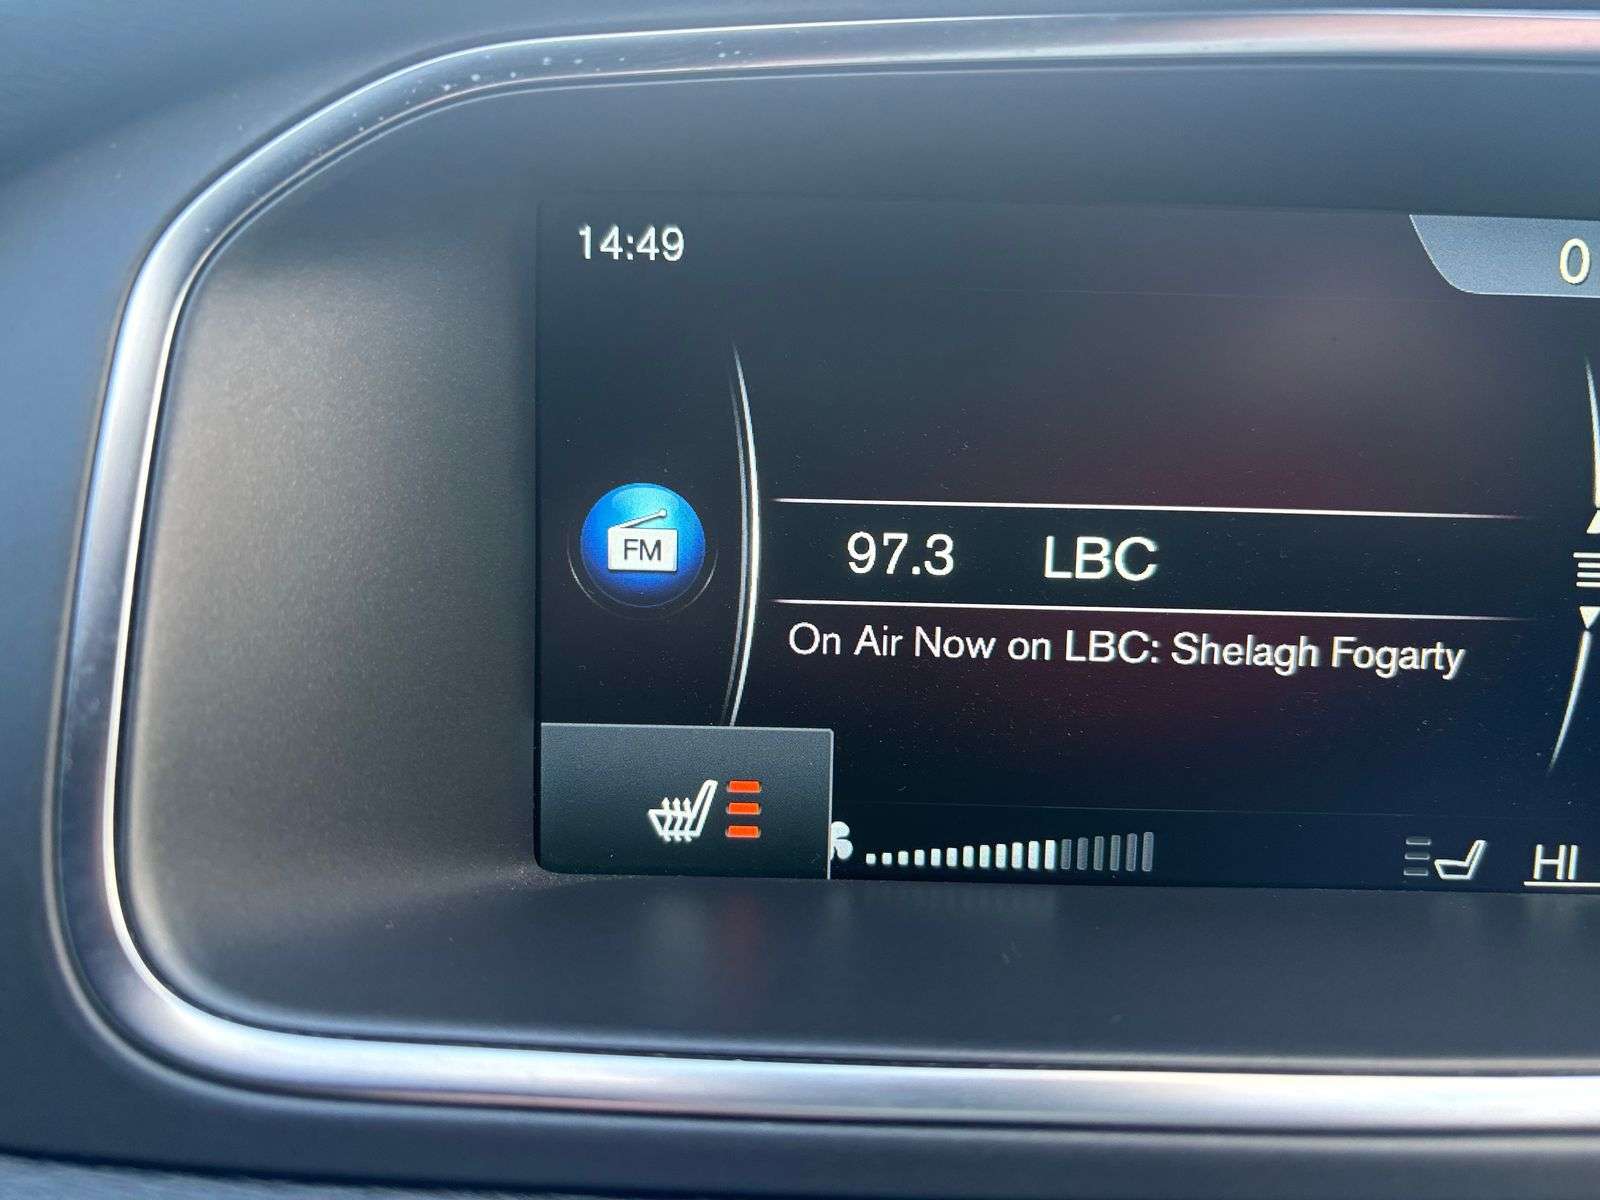 14:49
0
FM
97.3 LBC
On Air Now on LBC: Shelagh Fogarty
HI